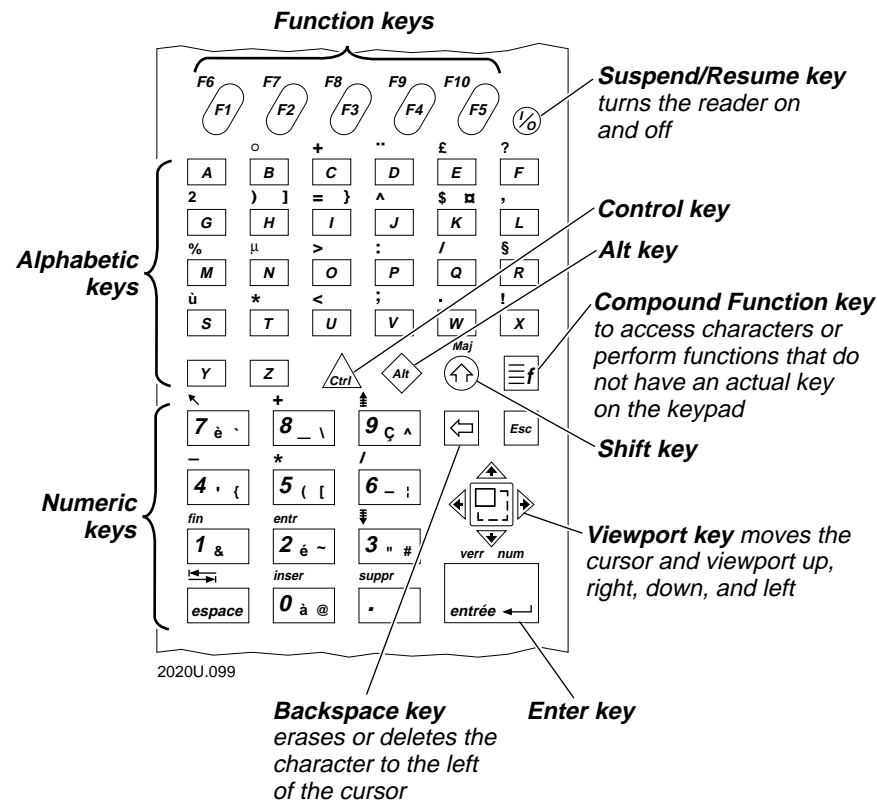 Function keys
F6 F7 F8 F9 F10
F1 F2 F3 F4 F5 I/O
Suspend/Resume key
turns the reader on
and off
○ + ¨ £ ?
A B C D E F
2 ) ] = } ^ $ ¤ ,
G H I J K L
Control key
% µ > : / §
M N O P Q R
Alt key
Alphabetic
keys
ù * < ; . !
S T U V W X
Compound Function key
to access characters or
perform functions that do
not have an actual key
on the keypad
Maj
Y Z Ctrl Alt f
+
7 è ` 8 _ \ 9 Ç ^ Esc
Shift key
– * /
4 ' { 5 ( [ 6 – ¦
Numeric
keys
fin entr
1 & 2 é ~ 3 " #
Viewport key moves the
cursor and viewport up,
right, down, and left
verr num
inser suppr
espace 0 à @ . entrée
2020U.099
Backspace key
erases or deletes the
character to the left
of the cursor
Enter key